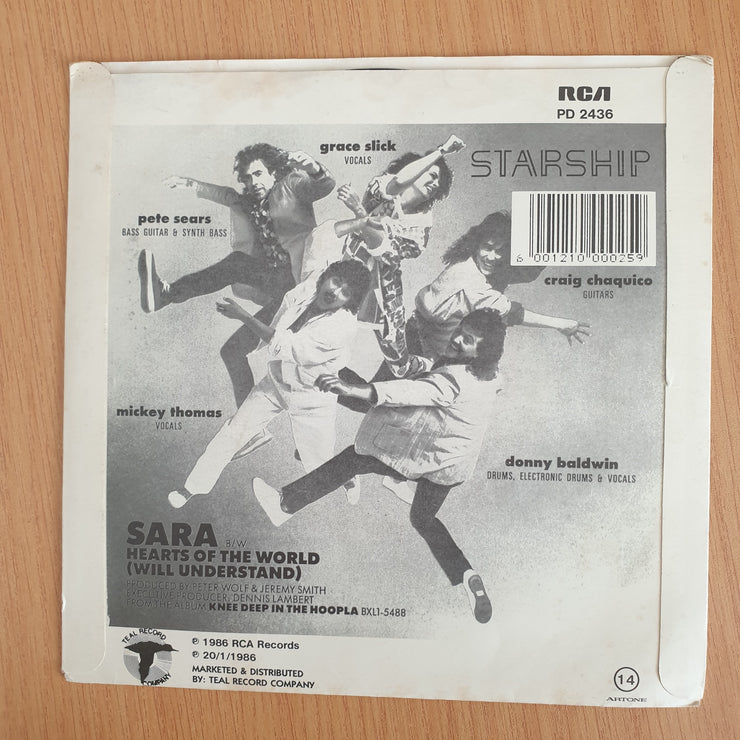 RCA
PD 2436
grace slick
VOCALS
STARSHIP
pete sears
BASS GUITAR & SYNTH BASS
6 001210 000259
craig chaquico
GUITARS
mickey thomas
VOCALS
donny baldwin
DRUMS, ELECTRONIC DRUMS & VOCALS
SARA B/W
HEARTS OF THE WORLD
(WILL UNDERSTAND)
PRODUCED BY PETER WOLF & JEREMY SMITH
EXECUTIVE PRODUCER: DENNIS LAMBERT
FROM THE ALBUM KNEE DEEP IN THE HOOPLA BXL1-5488
TEAL RECORD
COMPANY
℗ 1986 RCA Records
℗ 20/1/1986
MARKETED & DISTRIBUTED
BY: TEAL RECORD COMPANY
14
ARTONE